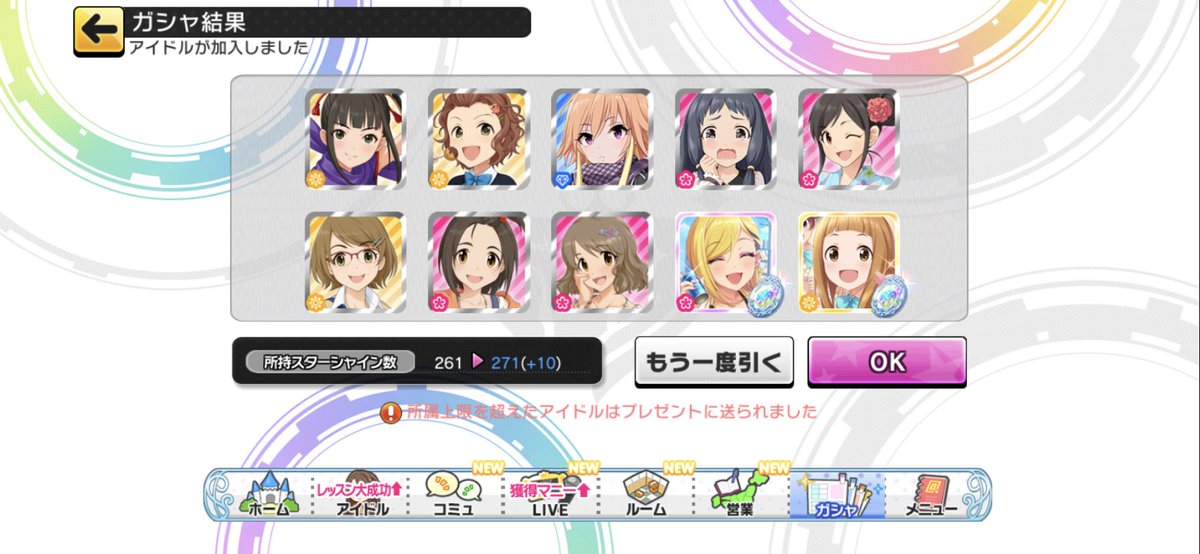 ガシャ結果
アイドルが加入しました
所持スターシャイン数 261 ▶ 271(+10)
もう一度引く
OK
所属上限を超えたアイドルはプレゼントに送られました
ホーム
レッスン大成功↑
アイドル
NEW
コミュ
NEW
獲得マニー↑
LIVE
NEW
ルーム
NEW
営業
ガシャ
メニュー